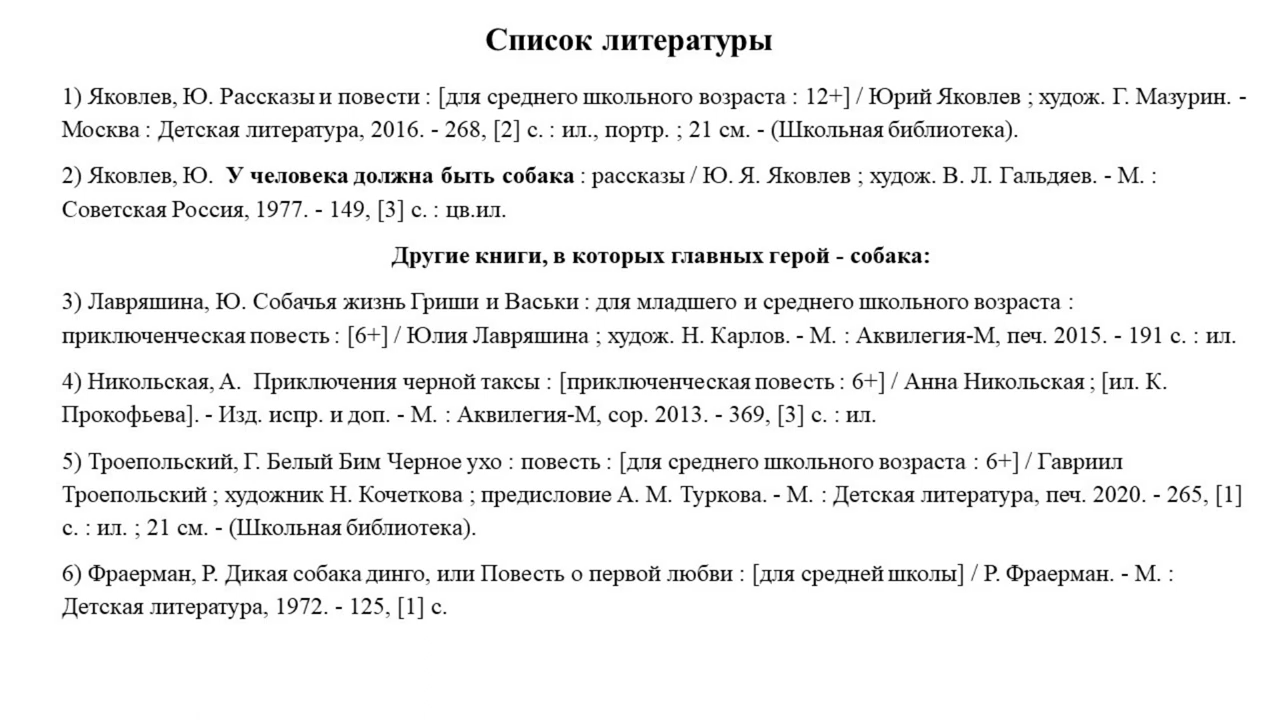 Список литературы
1) Яковлев, Ю. Рассказы и повести : [для среднего школьного возраста : 12+] / Юрий Яковлев ; худож. Г. Мазурин. -
Москва : Детская литература, 2016. - 268, [2] с. : ил., портр. ; 21 см. - (Школьная библиотека).
2) Яковлев, Ю.  У человека должна быть собака : рассказы / Ю. Я. Яковлев ; худож. В. Л. Гальдяев. - М. :
Советская Россия, 1977. - 149, [3] с. : цв.ил.
Другие книги, в которых главных герой - собака:
3) Лавряшина, Ю. Собачья жизнь Гриши и Васьки : для младшего и среднего школьного возраста :
приключенческая повесть : [6+] / Юлия Лавряшина ; худож. Н. Карлов. - М. : Аквилегия-М, печ. 2015. - 191 с. : ил.
4) Никольская, А.  Приключения черной таксы : [приключенческая повесть : 6+] / Анна Никольская ; [ил. К.
Прокофьева]. - Изд. испр. и доп. - М. : Аквилегия-М, сор. 2013. - 369, [3] с. : ил.
5) Троепольский, Г. Белый Бим Черное ухо : повесть : [для среднего школьного возраста : 6+] / Гавриил
Троепольский ; художник Н. Кочеткова ; предисловие А. М. Туркова. - М. : Детская литература, печ. 2020. - 265, [1]
с. : ил. ; 21 см. - (Школьная библиотека).
6) Фраерман, Р. Дикая собака динго, или Повесть о первой любви : [для средней школы] / Р. Фраерман. - М. :
Детская литература, 1972. - 125, [1] с.